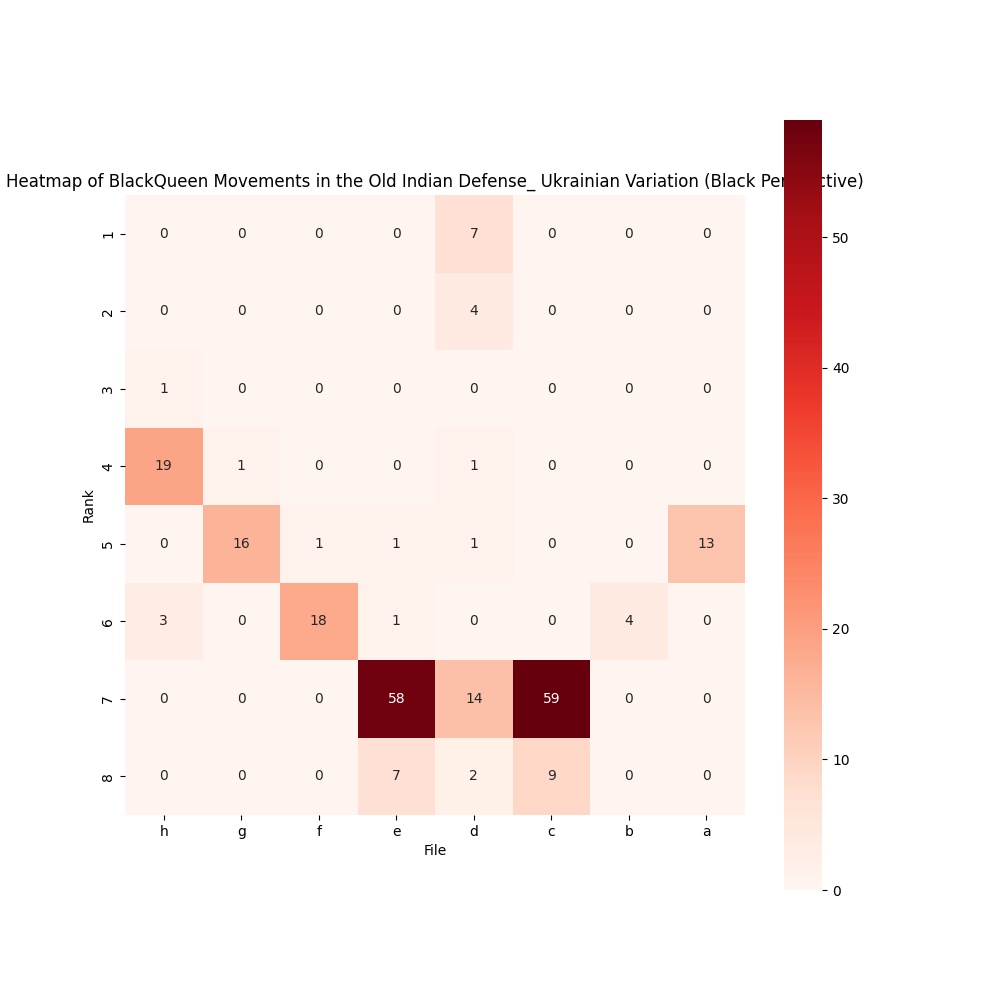 Heatmap of BlackQueen Movements in the Old Indian Defense_ Ukrainian Variation (Black Pe ctive)
1 0 0 0 0 7 0 0 0
2 0 0 0 0 4 0 0 0
3 1 0 0 0 0 0 0 0
4 19 1 0 0 1 0 0 0
5 0 16 1 1 1 0 0 13
6 3 0 18 1 0 0 4 0
7 0 0 0 58 14 59 0 0
8 0 0 0 7 2 9 0 0
h g f e d c b a
File
Rank
50
40
30
20
10
0